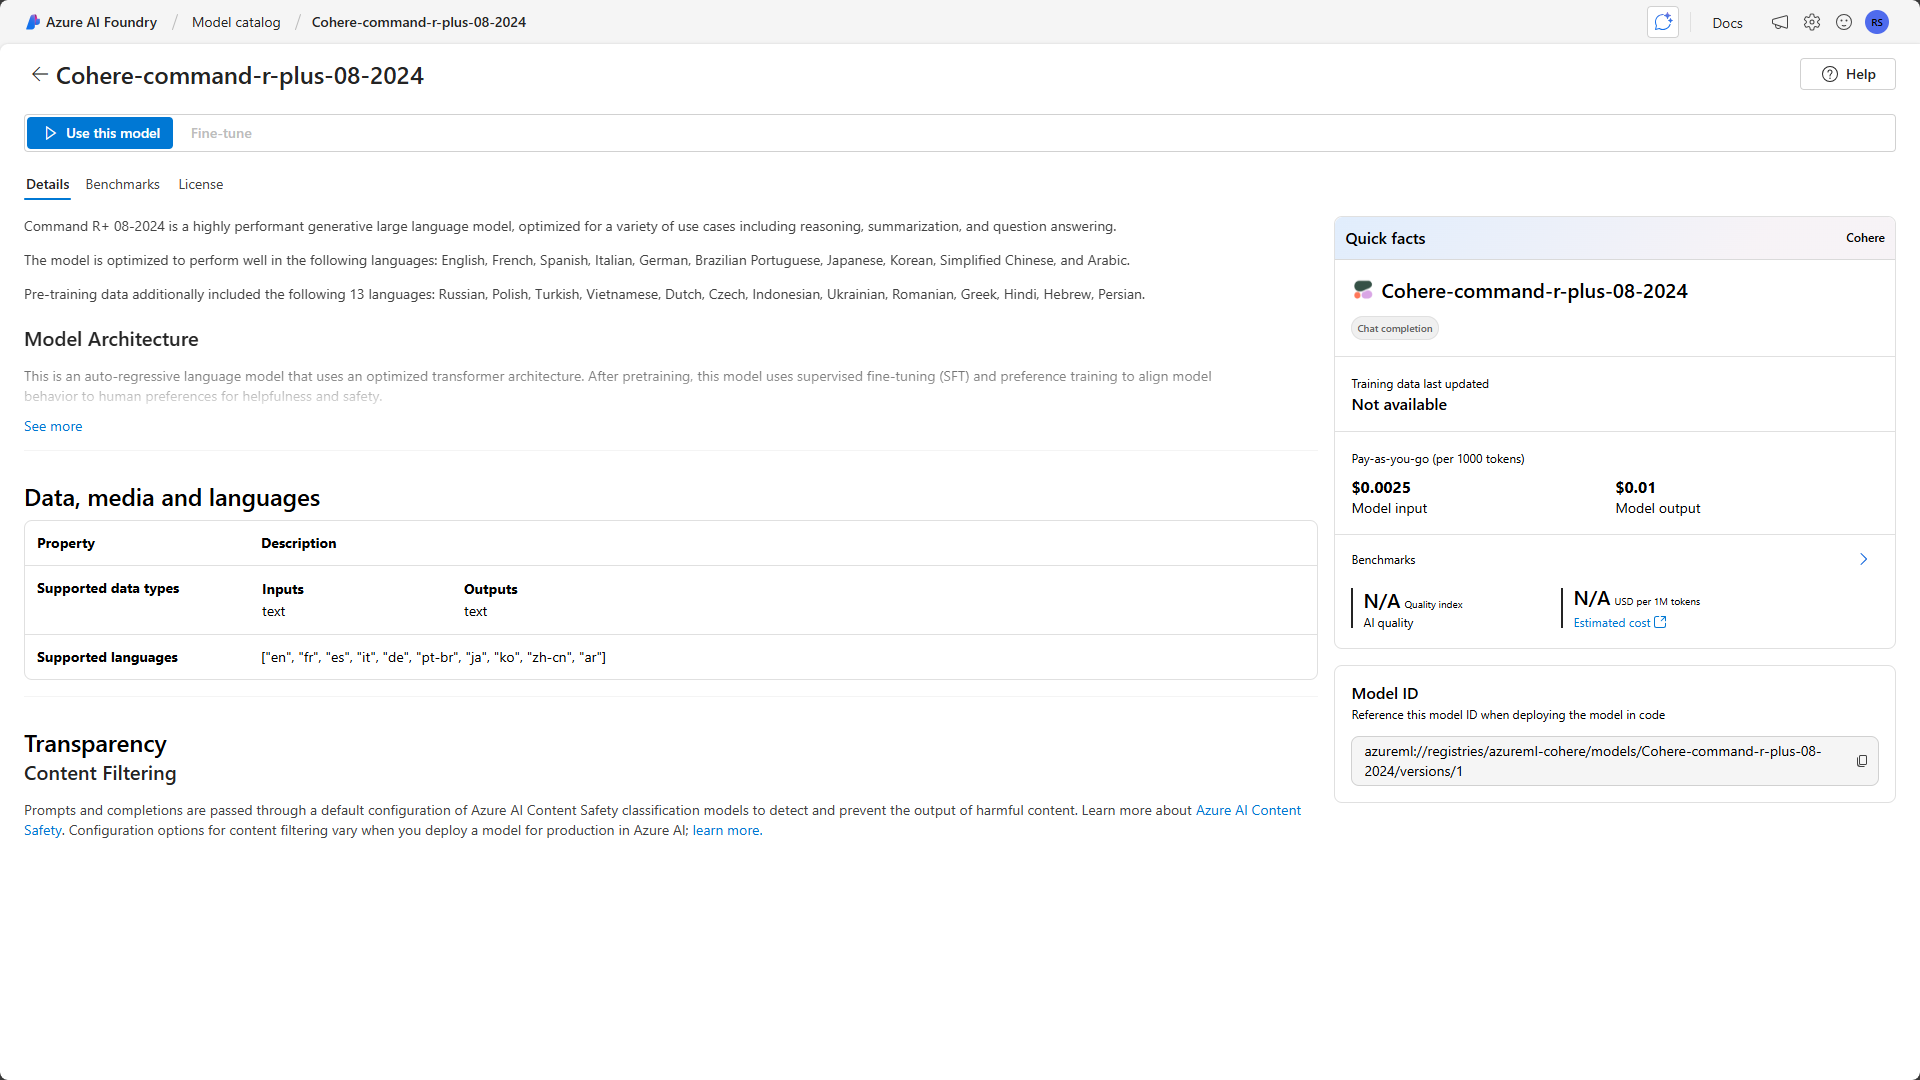 Azure AI Foundry / Model catalog / Cohere-command-r-plus-08-2024
Docs
RS
Cohere-command-r-plus-08-2024
Help
Use this model
Fine-tune
Details
Benchmarks
License
Command R+ 08-2024 is a highly performant generative large language model, optimized for a variety of use cases including reasoning, summarization, and question answering.
The model is optimized to perform well in the following languages: English, French, Spanish, Italian, German, Brazilian Portuguese, Japanese, Korean, Simplified Chinese, and Arabic.
Pre-training data additionally included the following 13 languages: Russian, Polish, Turkish, Vietnamese, Dutch, Czech, Indonesian, Ukrainian, Romanian, Greek, Hindi, Hebrew, Persian.
Model Architecture
This is an auto-regressive language model that uses an optimized transformer architecture. After pretraining, this model uses supervised fine-tuning (SFT) and preference training to align model
behavior to human preferences for helpfulness and safety.
See more
Data, media and languages
Property
Description
Supported data types
Inputs
Outputs
text
text
Supported languages
["en", "fr", "es", "it", "de", "pt-br", "ja", "ko", "zh-cn", "ar"]
Transparency
Content Filtering
Prompts and completions are passed through a default configuration of Azure AI Content Safety classification models to detect and prevent the output of harmful content. Learn more about Azure AI Content
Safety. Configuration options for content filtering vary when you deploy a model for production in Azure AI; learn more.
Quick facts
Cohere
Cohere-command-r-plus-08-2024
Chat completion
Training data last updated
Not available
Pay-as-you-go (per 1000 tokens)
$0.0025
$0.01
Model input
Model output
Benchmarks
N/A Quality index
AI quality
N/A USD per 1M tokens
Estimated cost
Model ID
Reference this model ID when deploying the model in code
azureml://registries/azureml-cohere/models/Cohere-command-r-plus-08-
2024/versions/1